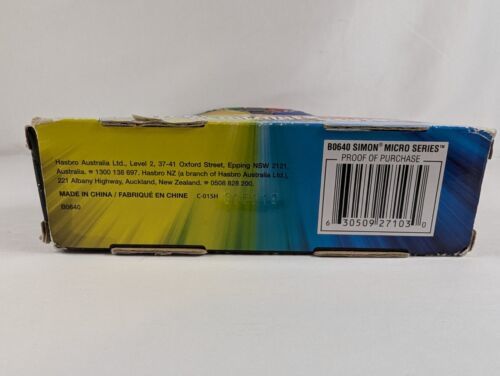 Hasbro Australia Ltd., Level 2, 37-41 Oxford Street, Epping NSW 2121,
Australia. ☎ 1300 138 697. Hasbro NZ (a branch of Hasbro Australia Ltd.),
221 Albany Highway, Auckland, New Zealand. ☎ 0508 828 200.
MADE IN CHINA / FABRIQUÉ EN CHINE C-015H
B0640
B0640 SIMON® MICRO SERIES™
PROOF OF PURCHASE
6 30509 27103 0